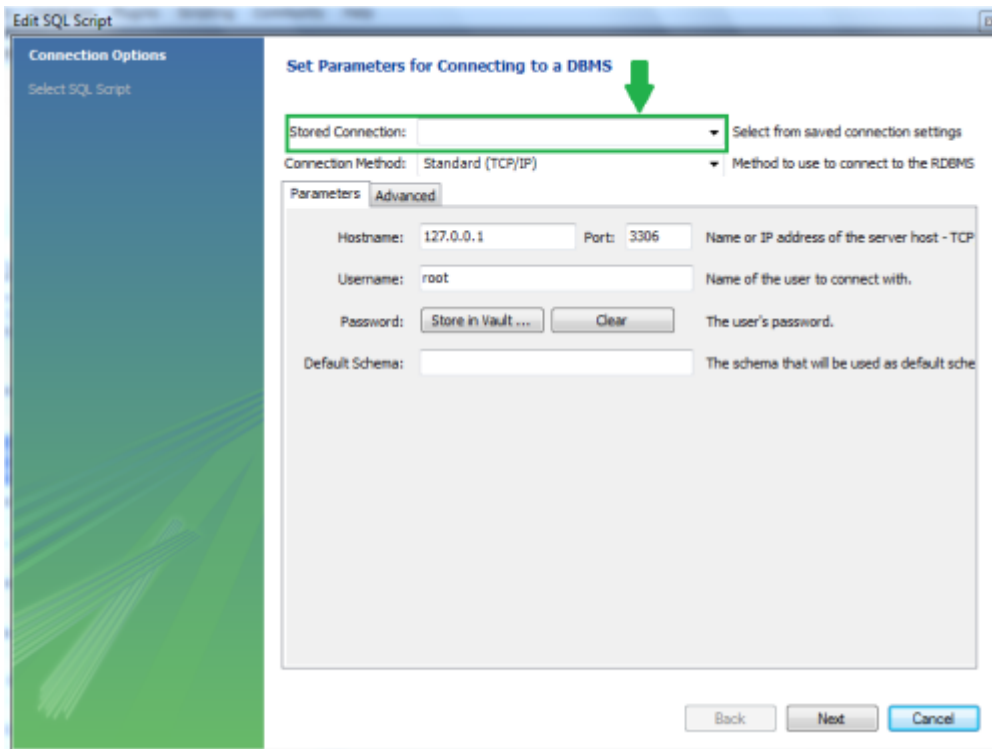 Edit SQL Script
Connection Options
Select SQL Script
Set Parameters for Connecting to a DBMS
Stored Connection: Select from saved connection settings
Connection Method: Standard (TCP/IP) Method to use to connect to the RDBMS
Parameters Advanced
Hostname: 127.0.0.1 Port: 3306 Name or IP address of the server host - TCP
Username: root Name of the user to connect with.
Password: Store in Vault ... Clear The user's password.
Default Schema: The schema that will be used as default sche
Back Next Cancel